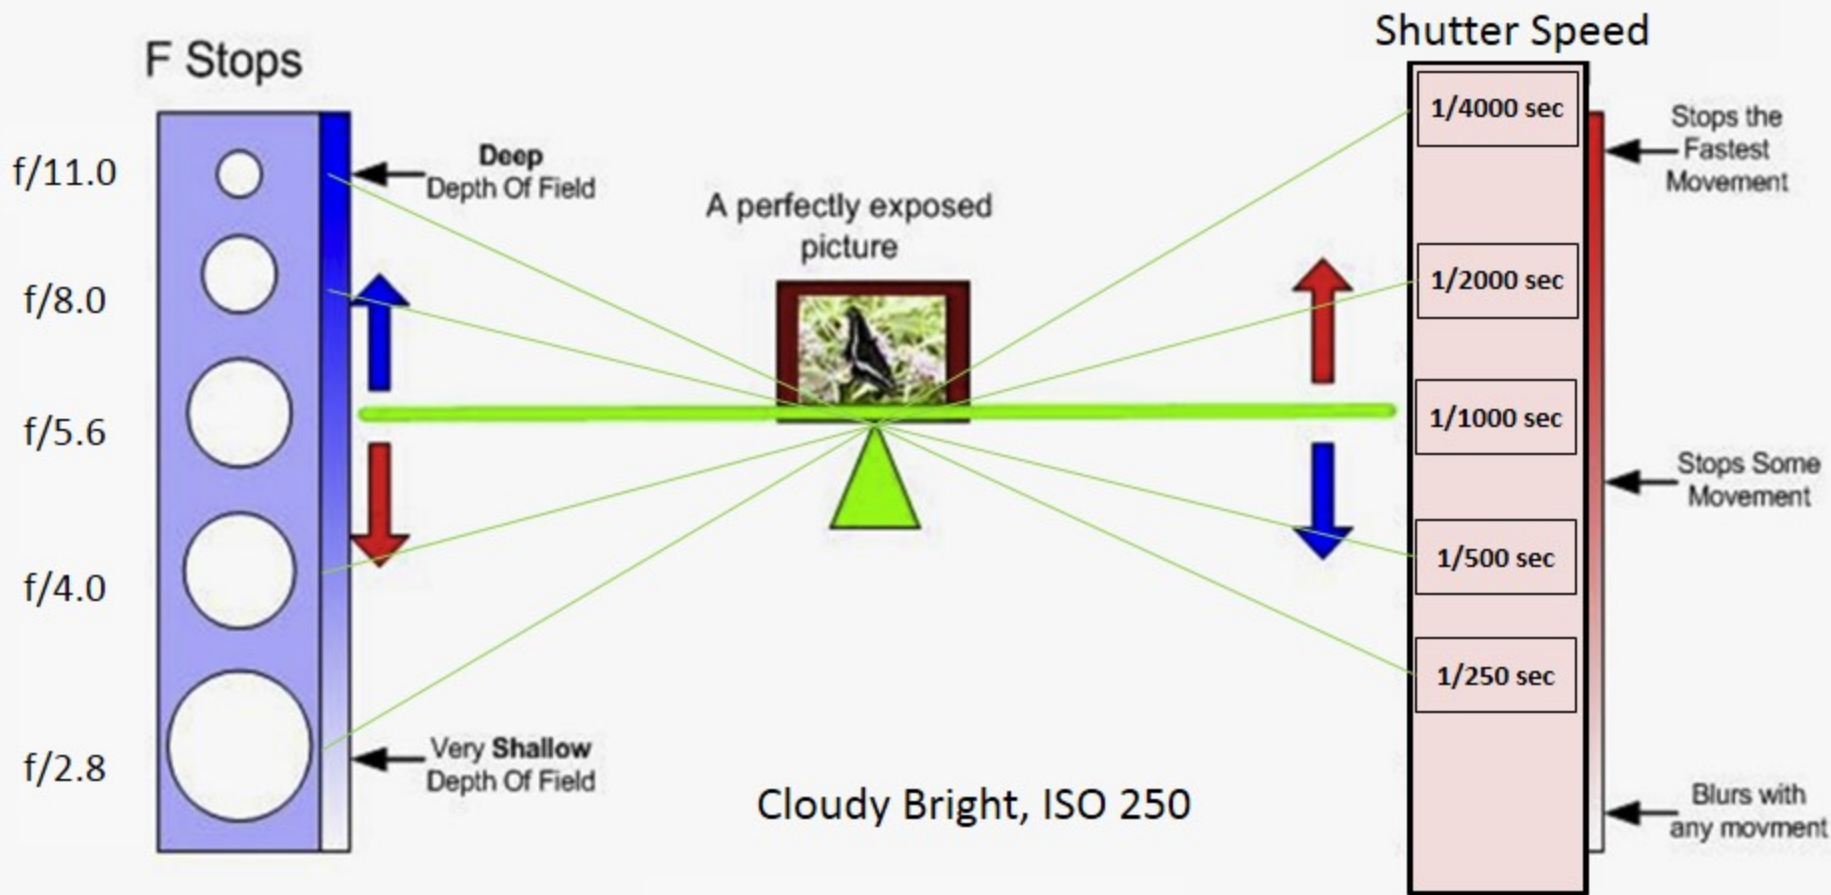 F Stops
f/11.0
f/8.0
f/5.6
f/4.0
f/2.8
Deep
Depth Of Field
Very Shallow
Depth Of Field
A perfectly exposed
picture
Cloudy Bright, ISO 250
Shutter Speed
1/4000 sec
1/2000 sec
1/1000 sec
1/500 sec
1/250 sec
Stops the
Fastest
Movement
Stops Some
Movement
Blurs with
any movment